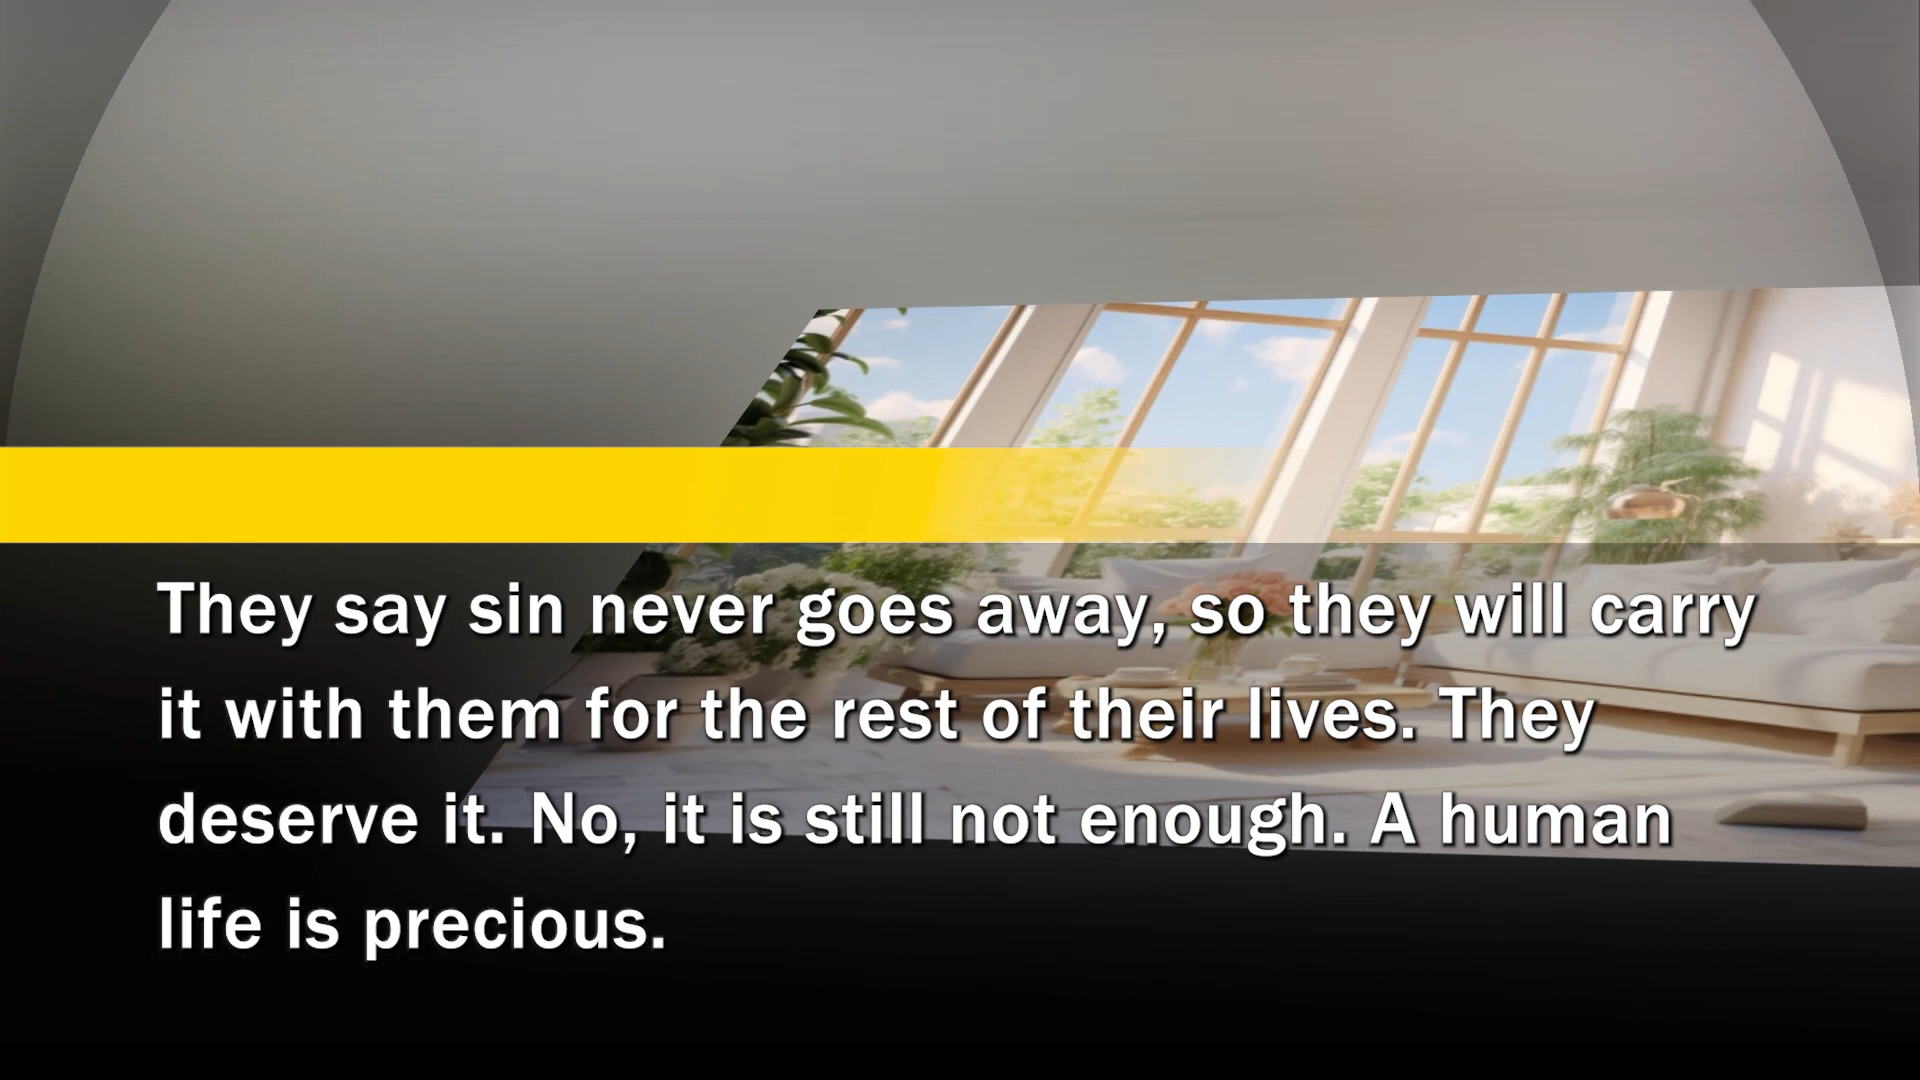 They say sin never goes away, so they will carry
it with them for the rest of their lives. They
deserve it. No, it is still not enough. A human
life is precious.